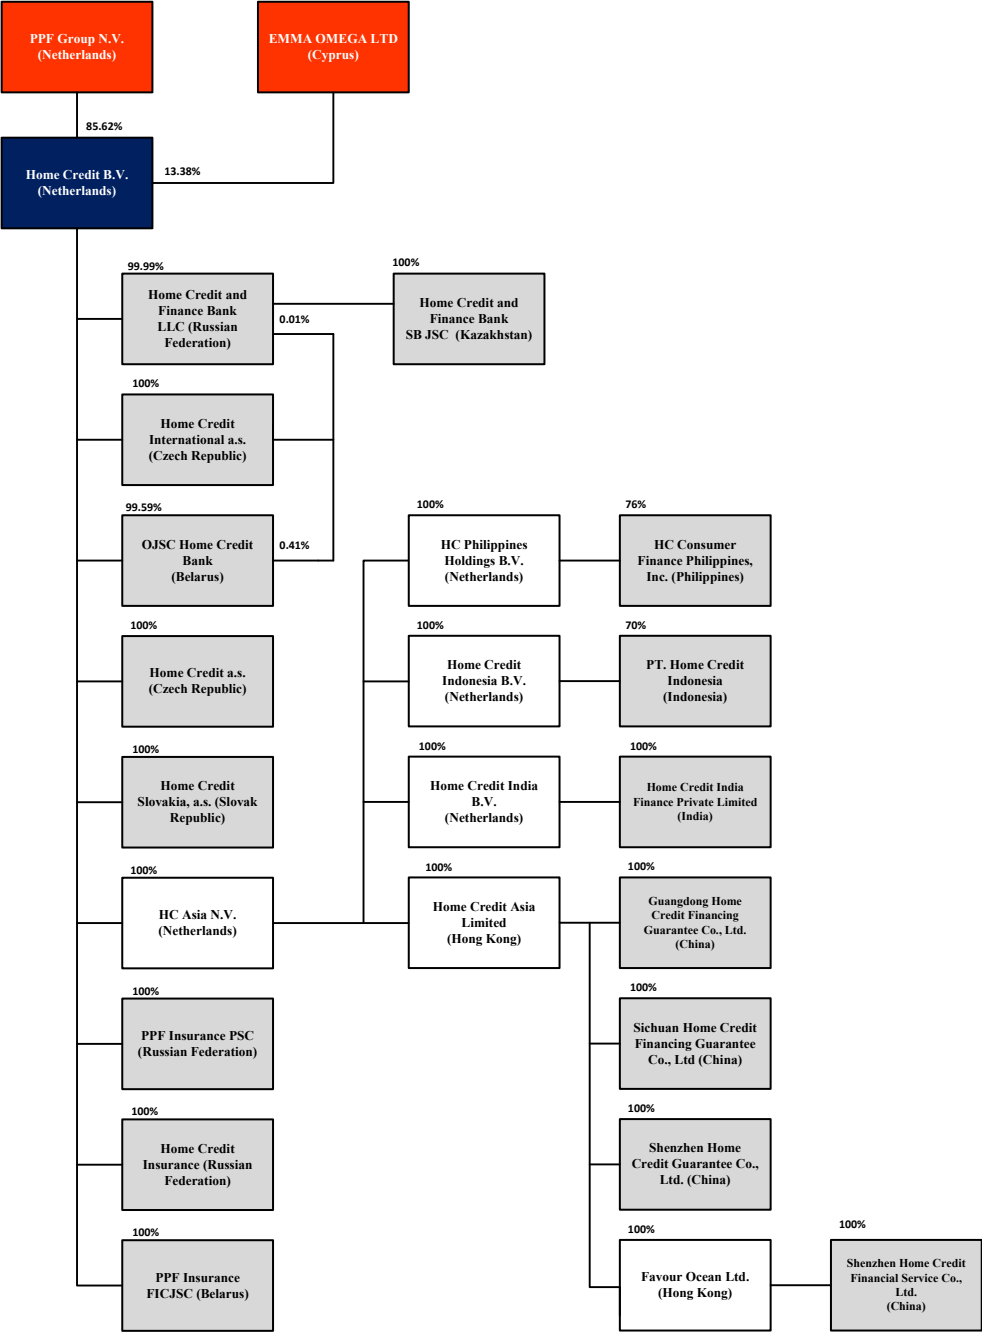 PPF Group N.V.
(Netherlands)
EMMA OMEGA LTD
(Cyprus)
85.62%
Home Credit B.V.
(Netherlands)
13.38%
99.99%
Home Credit and
Finance Bank
LLC (Russian
Federation)
0.01%
100%
Home Credit and
Finance Bank
SB JSC (Kazakhstan)
100%
Home Credit
International a.s.
(Czech Republic)
99.59%
OJSC Home Credit
Bank
(Belarus)
0.41%
100%
HC Philippines
Holdings B.V.
(Netherlands)
76%
HC Consumer
Finance Philippines,
Inc. (Philippines)
100%
Home Credit a.s.
(Czech Republic)
100%
Home Credit
Indonesia B.V.
(Netherlands)
70%
PT. Home Credit
Indonesia
(Indonesia)
100%
Home Credit
Slovakia, a.s. (Slovak
Republic)
100%
Home Credit India
B.V.
(Netherlands)
100%
Home Credit India
Finance Private Limited
(India)
100%
HC Asia N.V.
(Netherlands)
100%
Home Credit Asia
Limited
(Hong Kong)
100%
Guangdong Home
Credit Financing
Guarantee Co., Ltd.
(China)
100%
PPF Insurance PSC
(Russian Federation)
100%
Sichuan Home Credit
Financing Guarantee
Co., Ltd (China)
100%
Home Credit
Insurance (Russian
Federation)
100%
Shenzhen Home
Credit Guarantee Co.,
Ltd. (China)
100%
PPF Insurance
FICJSC (Belarus)
100%
Favour Ocean Ltd.
(Hong Kong)
100%
Shenzhen Home Credit
Financial Service Co.,
Ltd.
(China)